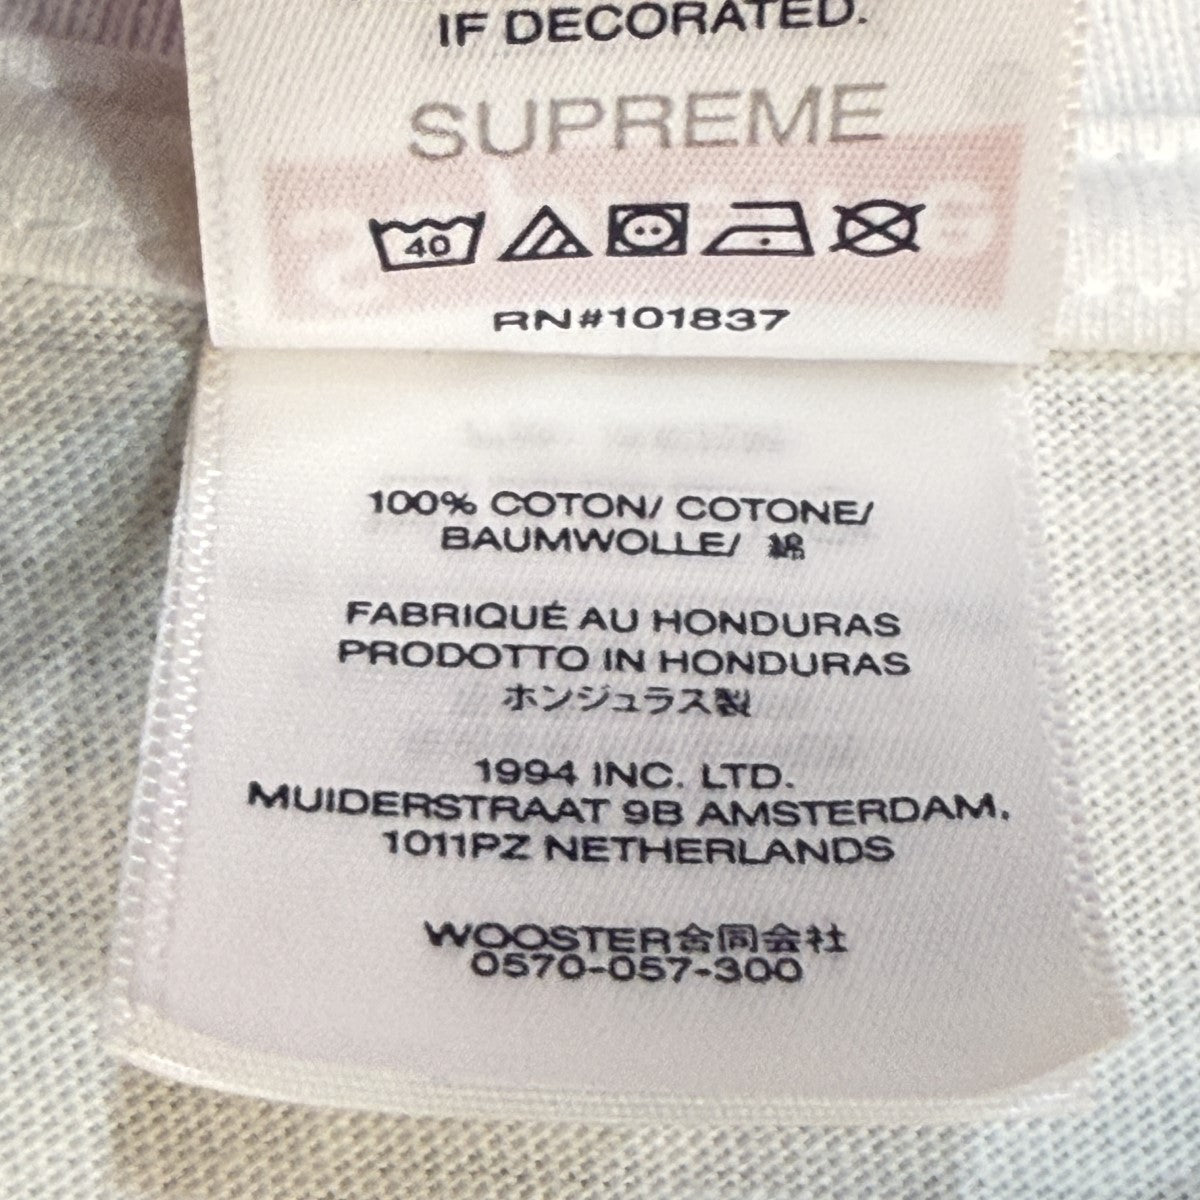 IF DECORATED.
SUPREME
40
RN#101837
100% COTON/ COTONE/
BAUMWOLLE/ 綿
FABRIQUÉ AU HONDURAS
PRODOTTO IN HONDURAS
ホンジュラス製
1994 INC. LTD.
MUIDERSTRAAT 9B AMSTERDAM,
1011PZ NETHERLANDS
WOOSTER合同会社
0570-057-300